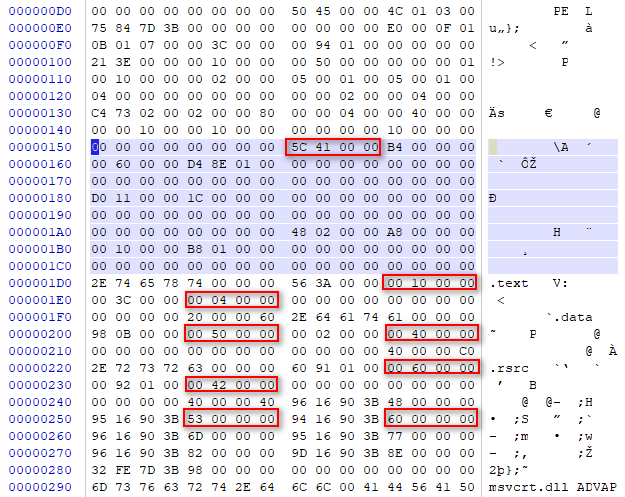 000000D0 00 00 00 00 00 00 00 00 50 45 00 00 4C 01 03 00 PE L
000000E0 75 84 7D 3B 00 00 00 00 00 00 00 00 E0 00 0F 01 u„}; à
000000F0 0B 01 07 00 00 3C 00 00 00 94 01 00 00 00 00 00 < ”
00000100 21 3E 00 00 00 10 00 00 00 50 00 00 00 00 00 01 !> P
00000110 00 10 00 00 00 02 00 00 05 00 01 00 05 00 01 00
00000120 04 00 00 00 00 00 00 00 00 00 02 00 00 04 00 00
00000130 C4 73 02 00 02 00 00 80 00 00 04 00 00 40 00 00 Äs € @
00000140 00 00 10 00 00 10 00 00 00 00 00 00 10 00 00 00
00000150 00 00 00 00 00 00 00 00 5C 41 00 00 B4 00 00 00 \A ´
00000160 00 60 00 00 D4 8E 01 00 00 00 00 00 00 00 00 00 ` ÔŽ
00000170 00 00 00 00 00 00 00 00 00 00 00 00 00 00 00 00
00000180 D0 11 00 00 1C 00 00 00 00 00 00 00 00 00 00 00 Ð
00000190 00 00 00 00 00 00 00 00 00 00 00 00 00 00 00 00
000001A0 00 00 00 00 00 00 00 00 48 02 00 00 A8 00 00 00 H ¨
000001B0 00 10 00 00 B8 01 00 00 00 00 00 00 00 00 00 00 ¸
000001C0 00 00 00 00 00 00 00 00 00 00 00 00 00 00 00 00
000001D0 2E 74 65 78 74 00 00 00 56 3A 00 00 00 10 00 00 .text V:
000001E0 00 3C 00 00 00 04 00 00 00 00 00 00 00 00 00 00 <
000001F0 00 00 00 00 20 00 00 60 2E 64 61 74 61 00 00 00 `.data
00000200 98 0B 00 00 00 50 00 00 00 02 00 00 00 40 00 00 ˜ P @
00000210 00 00 00 00 00 00 00 00 00 00 00 00 40 00 00 C0 @ À
00000220 2E 72 73 72 63 00 00 00 60 91 01 00 00 60 00 00 .rsrc `‘ `
00000230 00 92 01 00 00 42 00 00 00 00 00 00 00 00 00 00 ’ B
00000240 00 00 00 00 40 00 00 40 96 16 90 3B 48 00 00 00 @ @– ;H
00000250 95 16 90 3B 53 00 00 00 94 16 90 3B 60 00 00 00 • ;S ” ;`
00000260 96 16 90 3B 6D 00 00 00 95 16 90 3B 77 00 00 00 – ;m • ;w
00000270 96 16 90 3B 82 00 00 00 9D 16 90 3B 8E 00 00 00 – ;‚ ;Ž
00000280 32 FE 7D 3B 98 00 00 00 00 00 00 00 00 00 00 00 2þ};˜
00000290 6D 73 76 63 72 74 2E 64 6C 6C 00 41 44 56 41 50 msvcrt.dll ADVAP